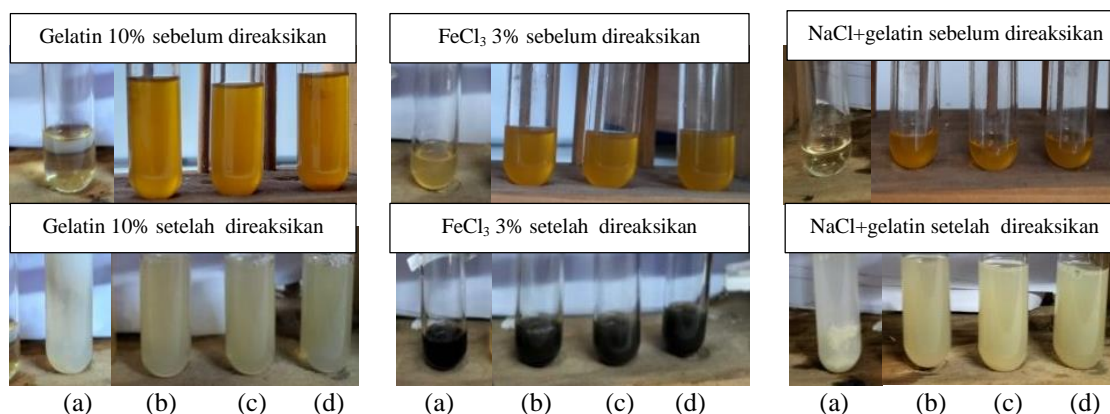 Gelatin 10% sebelum direaksikan
FeCl₃ 3% sebelum direaksikan
NaCl+gelatin sebelum direaksikan
Gelatin 10% setelah direaksikan
FeCl₃ 3% setelah direaksikan
NaCl+gelatin setelah direaksikan
(a) (b) (c) (d) (a) (b) (c) (d) (a) (b) (c) (d)